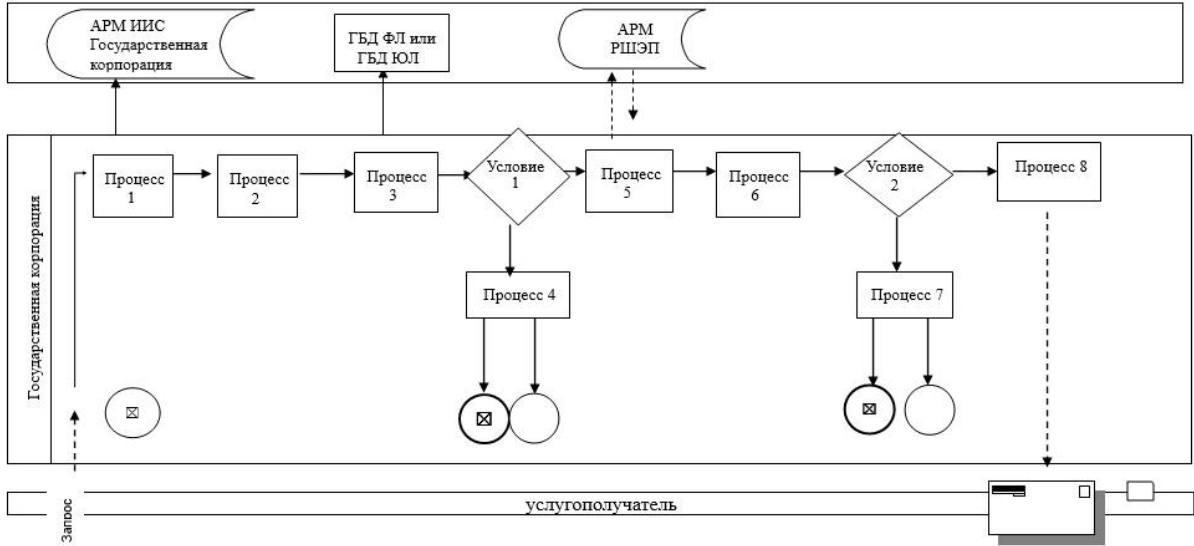 АРМ ИИС
Государственная
корпорация
ГБД ФЛ или
ГБД ЮЛ
АРМ
РШЭП
Государственная корпорация
Процесс
1
Процесс
2
Процесс
3
Условие
1
Процесс
5
Процесс
6
Условие
2
Процесс 8
Процесс 4
Процесс 7
Запрос
услугополучатель